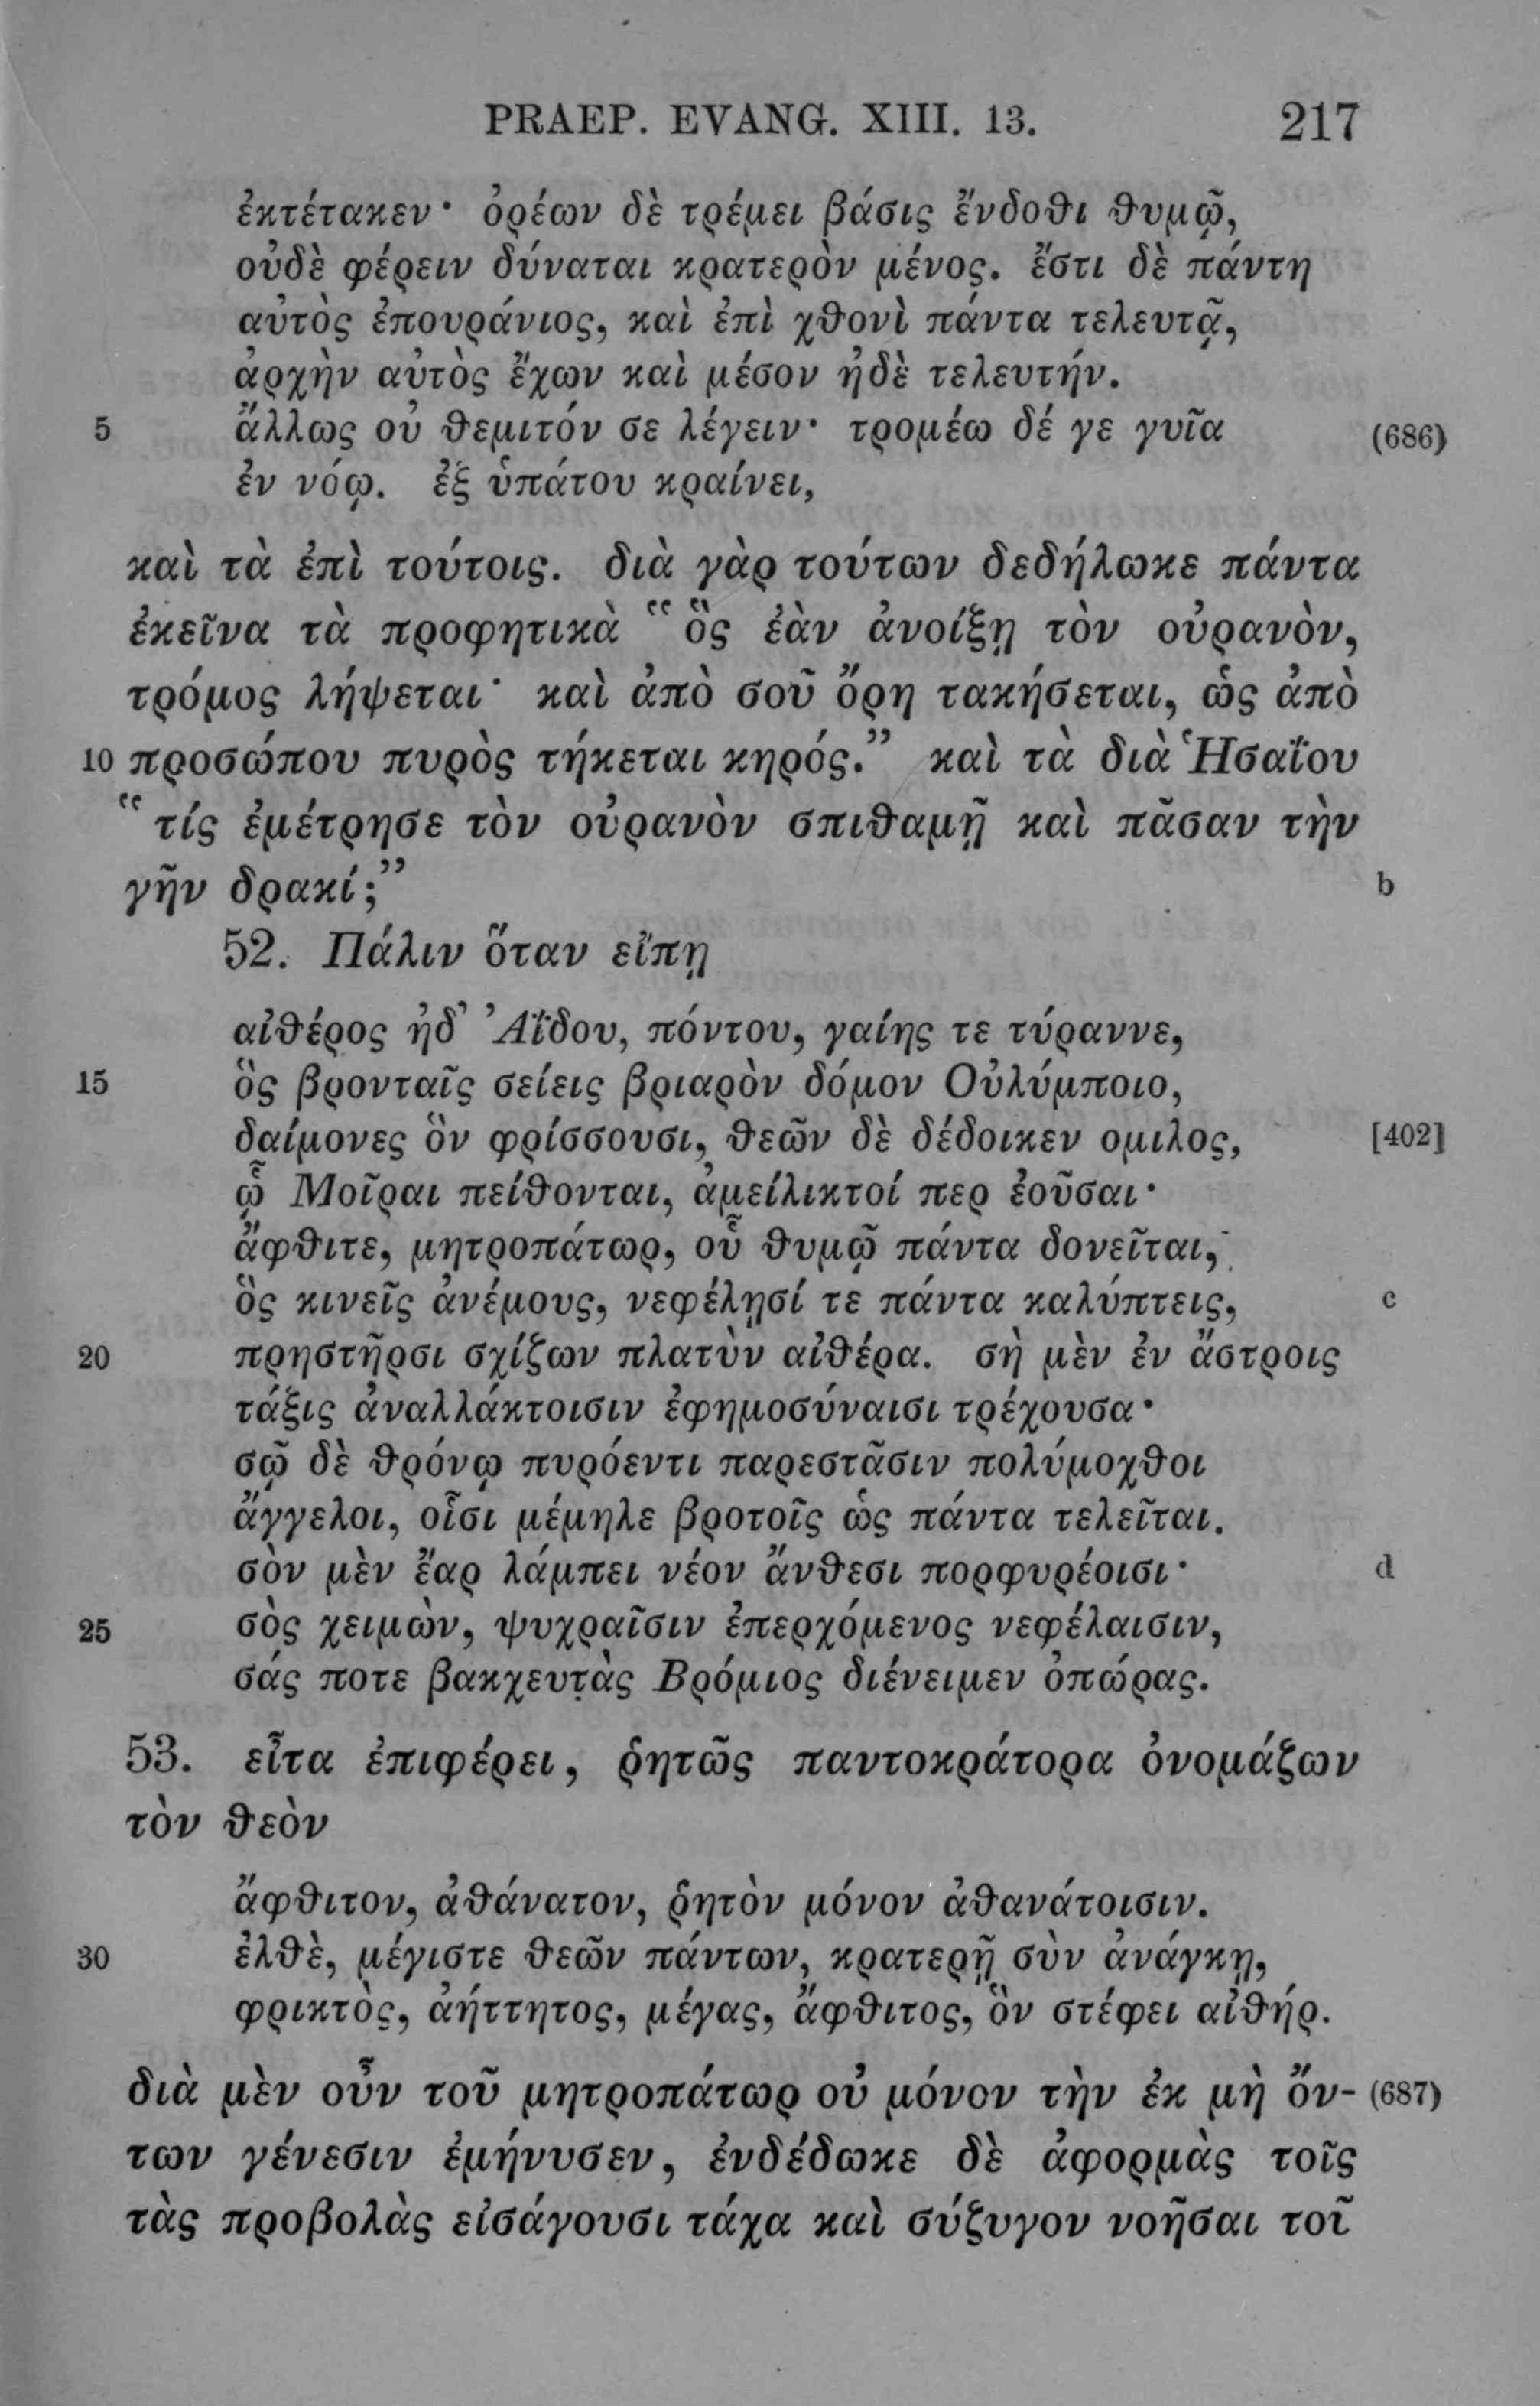 PRAEP. EVANG. XIII. 13. 217
ἐκτέτακεν· ὀρέων δὲ τρέμει βάσις ἔνδοθι θυμῷ,
οὐδὲ φέρειν δύναται κρατερὸν μένος. ἔστι δὲ πάντη
αὐτὸς ἐπουράνιος, καὶ ἐπὶ χθονὶ πάντα τελευτᾷ,
ἀρχὴν αὐτὸς ἔχων καὶ μέσον ἠδὲ τελευτήν.
5 ἄλλως οὐ θεμιτόν σε λέγειν· τρομέω δέ γε γυῖα (686)
ἐν νόῳ. ἐξ ὑπάτου κραίνει,
καὶ τὰ ἐπὶ τούτοις. διὰ γὰρ τούτων δεδήλωκε πάντα
ἐκεῖνα τὰ προφητικὰ “ὃς ἐὰν ἀνοίξῃ τὸν οὐρανὸν,
τρόμος λήψεται· καὶ ἀπὸ σοῦ ὄρη τακήσεται, ὡς ἀπὸ
10 προσώπου πυρὸς τήκεται κηρός.” καὶ τὰ διὰ Ἡσαΐου
“τίς ἐμέτρησε τὸν οὐρανὸν σπιθαμῇ καὶ πᾶσαν τὴν
γῆν δρακί;” b
52. Πάλιν ὅταν εἴπῃ
αἰθέρος ἠδ’ Ἀΐδου, πόντου, γαίης τε τύραννε,
15 ὃς βρονταῖς σείεις βριαρὸν δόμον Οὐλύμποιο,
δαίμονες ὃν φρίσσουσι, θεῶν δὲ δέδοικεν ομιλος, [402]
ᾧ Μοῖραι πείθονται, ἀμείλικτοί περ ἐοῦσαι·
ἄφθιτε, μητροπάτωρ, οὗ θυμῷ πάντα δονεῖται,
ὃς κινεῖς ἀνέμους, νεφέλῃσί τε πάντα καλύπτεις, c
20 πρηστῆρσι σχίζων πλατὺν αἰθέρα. σὴ μὲν ἐν ἄστροις
τάξις ἀναλλάκτοισιν ἐφημοσύναισι τρέχουσα·
σῷ δὲ θρόνῳ πυρόεντι παρεστᾶσιν πολύμοχθοι
ἄγγελοι, οἷσι μέμηλε βροτοῖς ὡς πάντα τελεῖται.
σὸν μὲν ἔαρ λάμπει νέον ἄνθεσι πορφυρέοισι· d
25 σὸς χειμὼν, ψυχραῖσιν ἐπερχόμενος νεφέλαισιν,
σάς ποτε βακχευτὰς Βρόμιος διένειμεν ὀπώρας.
53. εἶτα ἐπιφέρει, ῥητῶς παντοκράτορα ὀνομάζων
τὸν θεὸν
ἄφθιτον, ἀθάνατον, ῥητὸν μόνον ἀθανάτοισιν.
30 ἐλθὲ, μέγιστε θεῶν πάντων, κρατερῇ σὺν ἀνάγκῃ,
φρικτὸς, ἀήττητος, μέγας, ἄφθιτος, ὃν στέφει αἰθήρ.
διὰ μὲν οὖν τοῦ μητροπάτωρ οὐ μόνον τὴν ἐκ μὴ ὄν- (687)
των γένεσιν ἐμήνυσεν, ἐνδέδωκε δὲ ἀφορμὰς τοῖς
τὰς προβολὰς εἰσάγουσι τάχα καὶ σύζυγον νοῆσαι τοῦ